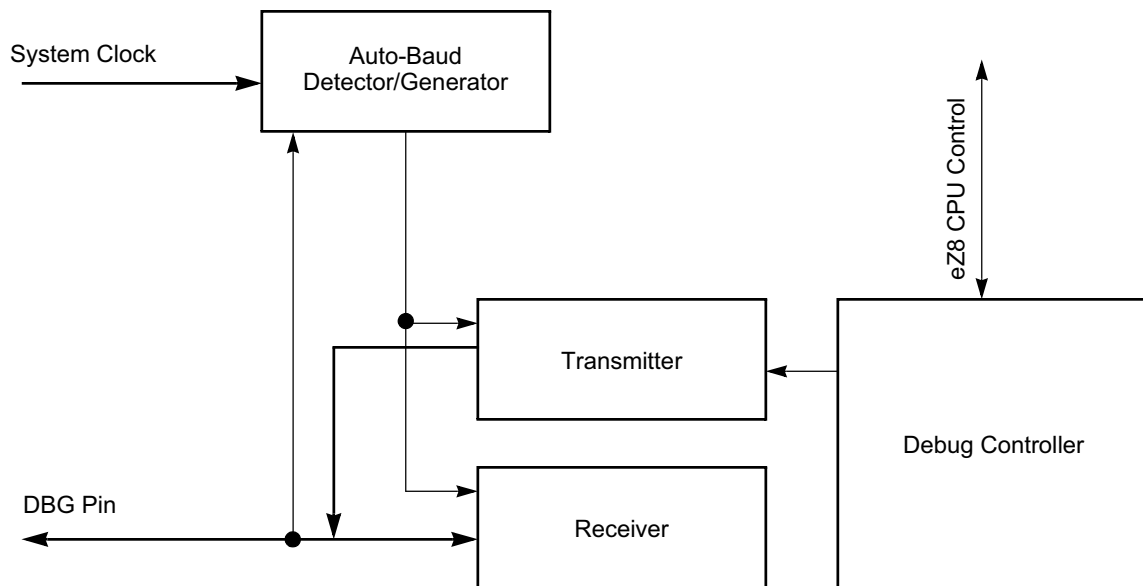 System Clock
Auto-Baud
Detector/Generator
eZ8 CPU Control
Transmitter
Debug Controller
DBG Pin
Receiver